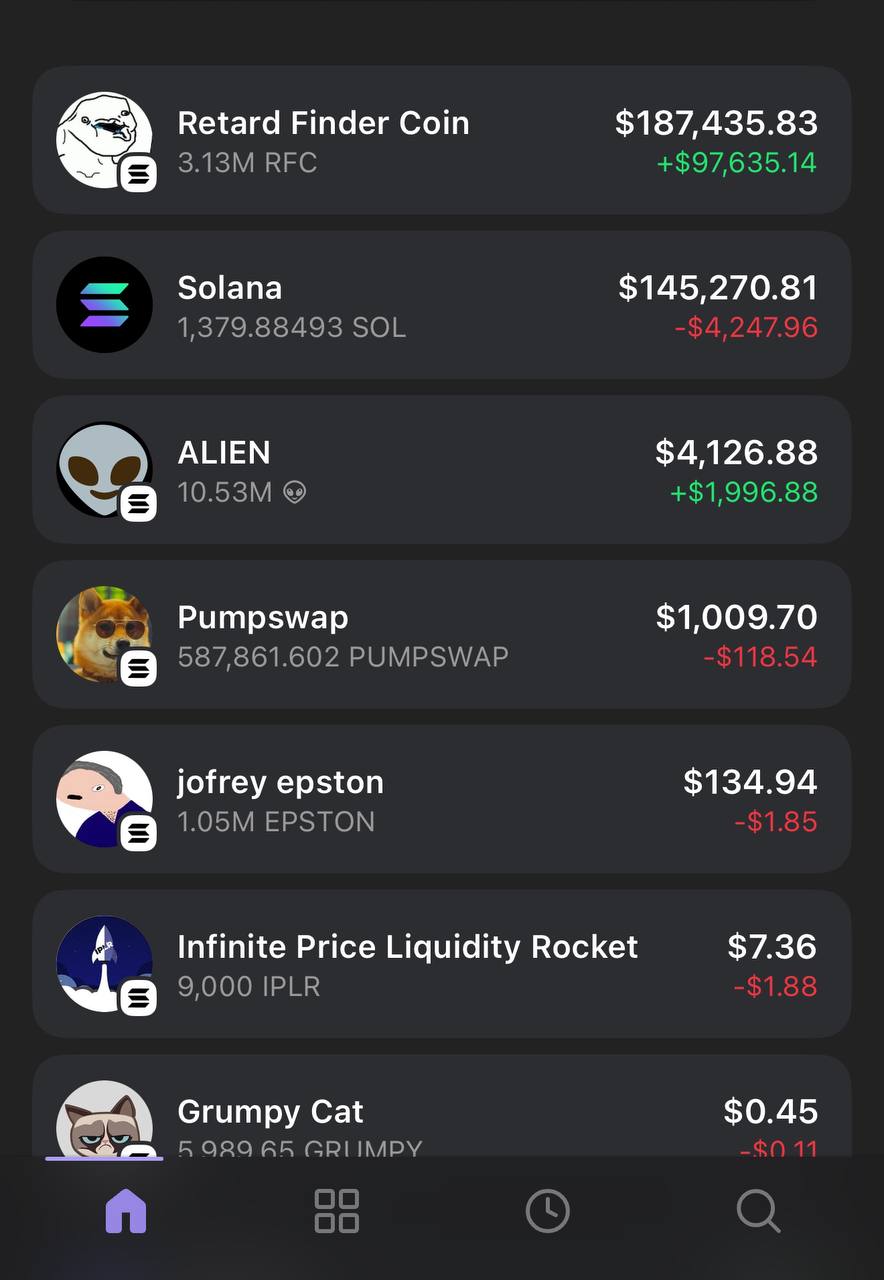 Retard Finder Coin
$187,435.83
3.13M RFC
+$97,635.14
Solana
$145,270.81
1,379.88493 SOL
-$4,247.96
ALIEN
$4,126.88
10.53M 👽
+$1,996.88
Pumpswap
$1,009.70
587,861.602 PUMPSWAP
-$118.54
jofrey epston
$134.94
1.05M EPSTON
-$1.85
IPLR
Infinite Price Liquidity Rocket
$7.36
9,000 IPLR
-$1.88
Grumpy Cat
$0.45
5,989.65 GRUMPY
-$0.11